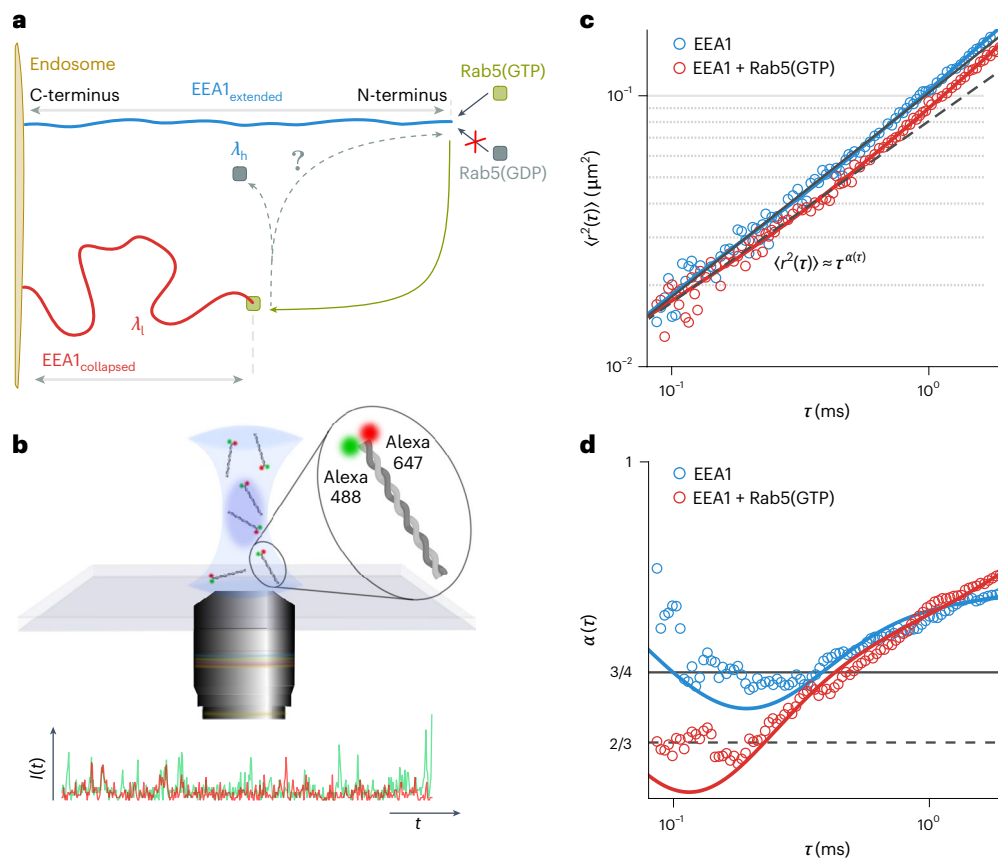 a
Endosome
C-terminus
EEA1extended
N-terminus
Rab5(GTP)
λh
?
Rab5(GDP)
λl
EEA1collapsed
b
Alexa
647
Alexa
488
I(t)
t
c
EEA1
EEA1 + Rab5(GTP)
10⁻¹
⟨r²(τ)⟩ (μm²)
⟨r²(τ)⟩ ≈ τ^α(τ)
10⁻²
10⁻¹
10⁰
τ (ms)
d
1
EEA1
EEA1 + Rab5(GTP)
α(τ)
3/4
2/3
10⁻¹
10⁰
τ (ms)